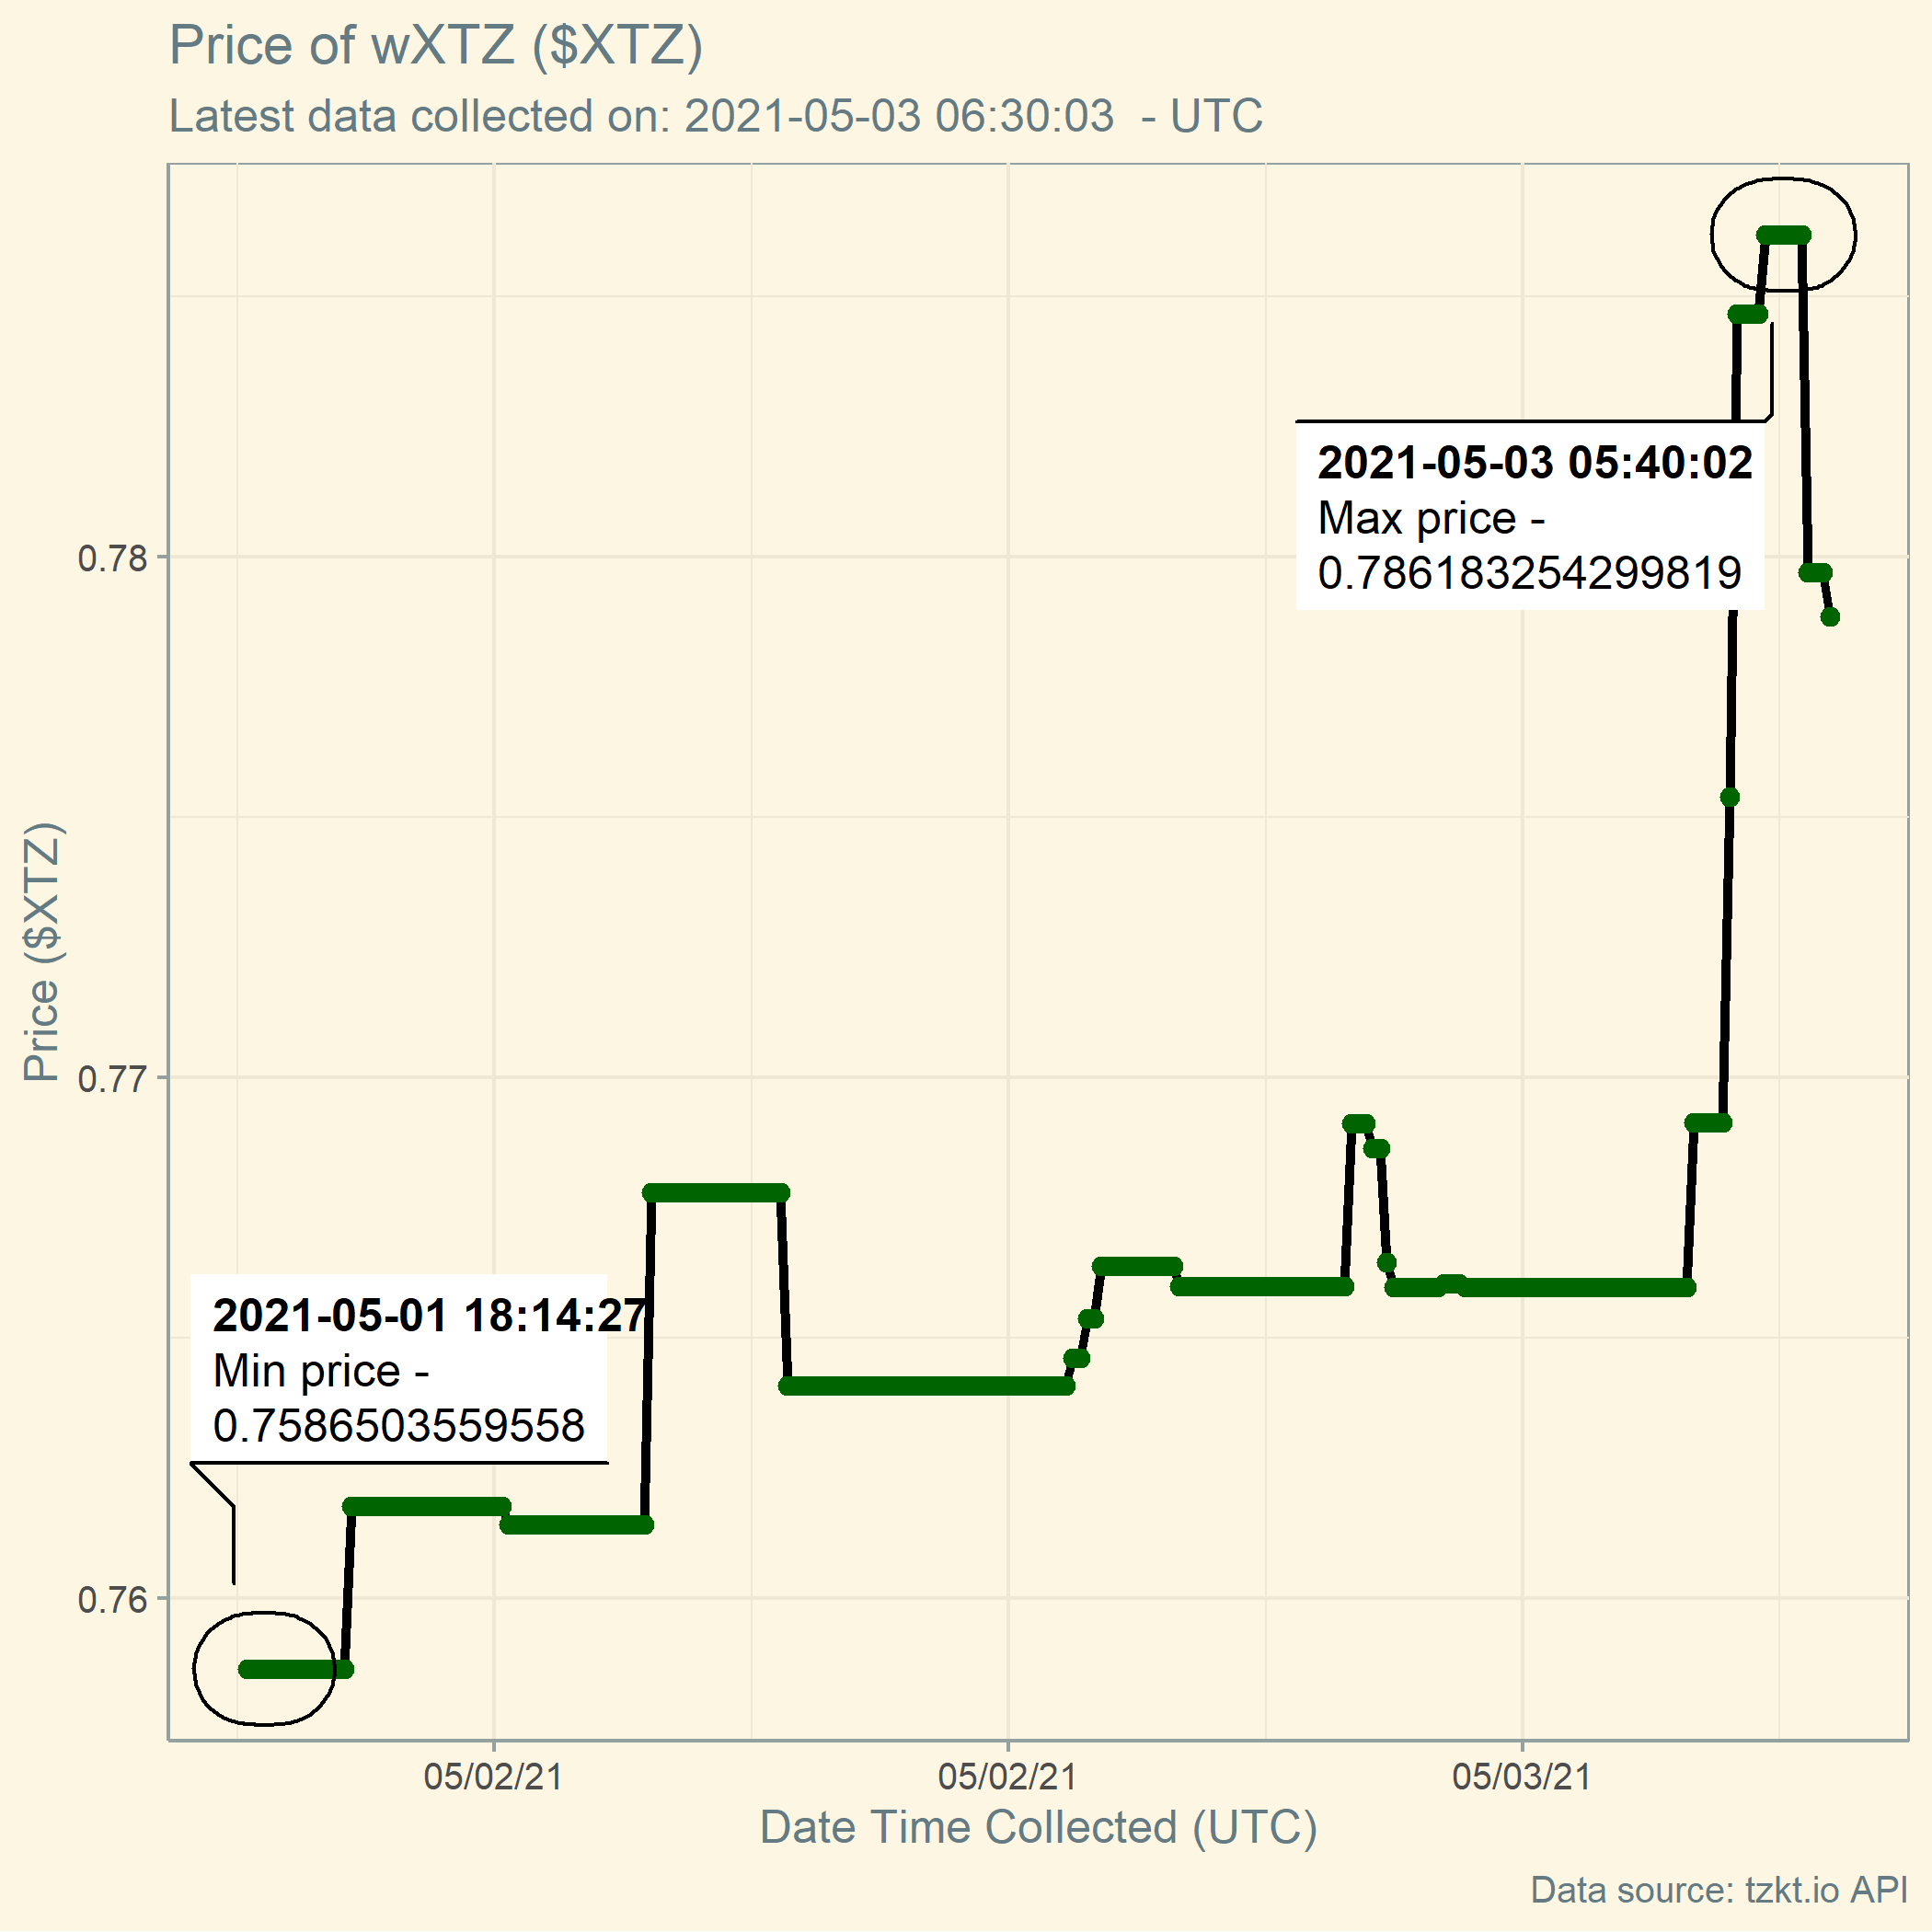 Price of wXTZ ($XTZ)
Latest data collected on: 2021-05-03 06:30:03  - UTC
2021-05-03 05:40:02
Max price -
0.786183254299819
0.78
0.77
0.76
Price ($XTZ)
2021-05-01 18:14:27
Min price -
0.7586503559558
05/02/21
05/02/21
05/03/21
Date Time Collected (UTC)
Data source: tzkt.io API